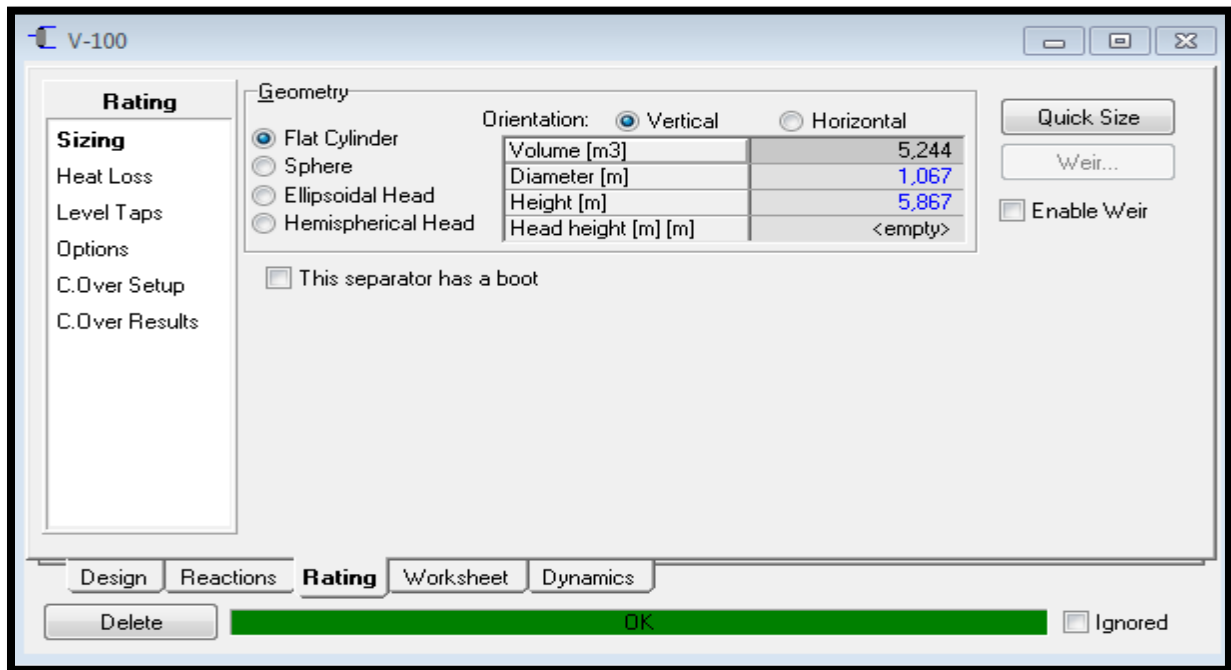 V-100
Rating
Sizing
Heat Loss
Level Taps
Options
C.Over Setup
C.Over Results
Geometry
Flat Cylinder
Sphere
Ellipsoidal Head
Hemispherical Head
Orientation: Vertical Horizontal
Volume [m3] 5,244
Diameter [m] 1,067
Height [m] 5,867
Head height [m] [m] <empty>
This separator has a boot
Quick Size
Weir...
Enable Weir
Design Reactions Rating Worksheet Dynamics
Delete OK Ignored